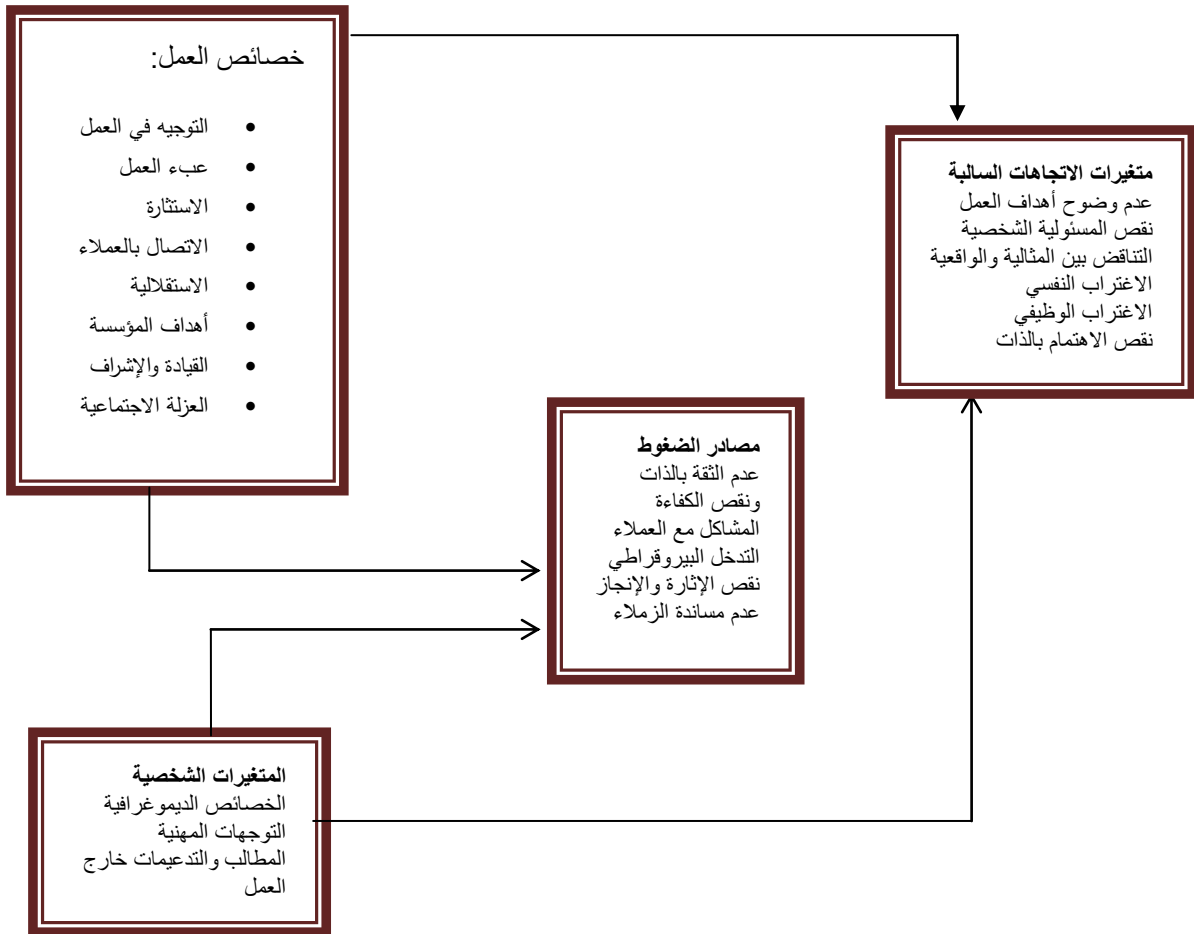 خصائص العمل:
• التوجيه في العمل
• عبء العمل
• الاستثارة
• الاتصال بالعملاء
• الاستقلالية
• أهداف المؤسسة
• القيادة والإشراف
• العزلة الاجتماعية
متغيرات الاتجاهات السالبة
عدم وضوح أهداف العمل
نقص المسئولية الشخصية
التناقض بين المثالية والواقعية
الاغتراب النفسي
الاغتراب الوظيفي
نقص الاهتمام بالذات
مصادر الضغوط
عدم الثقة بالذات
ونقص الكفاءة
المشاكل مع العملاء
التدخل البيروقراطي
نقص الإثارة والإنجاز
عدم مساندة الزملاء
المتغيرات الشخصية
الخصائص الديموغرافية
التوجهات المهنية
المطالب والتدعيمات خارج
العمل